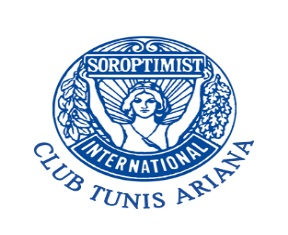 SOROPTIMIST
INTERNATIONAL
CLUB TUNIS ARIANA